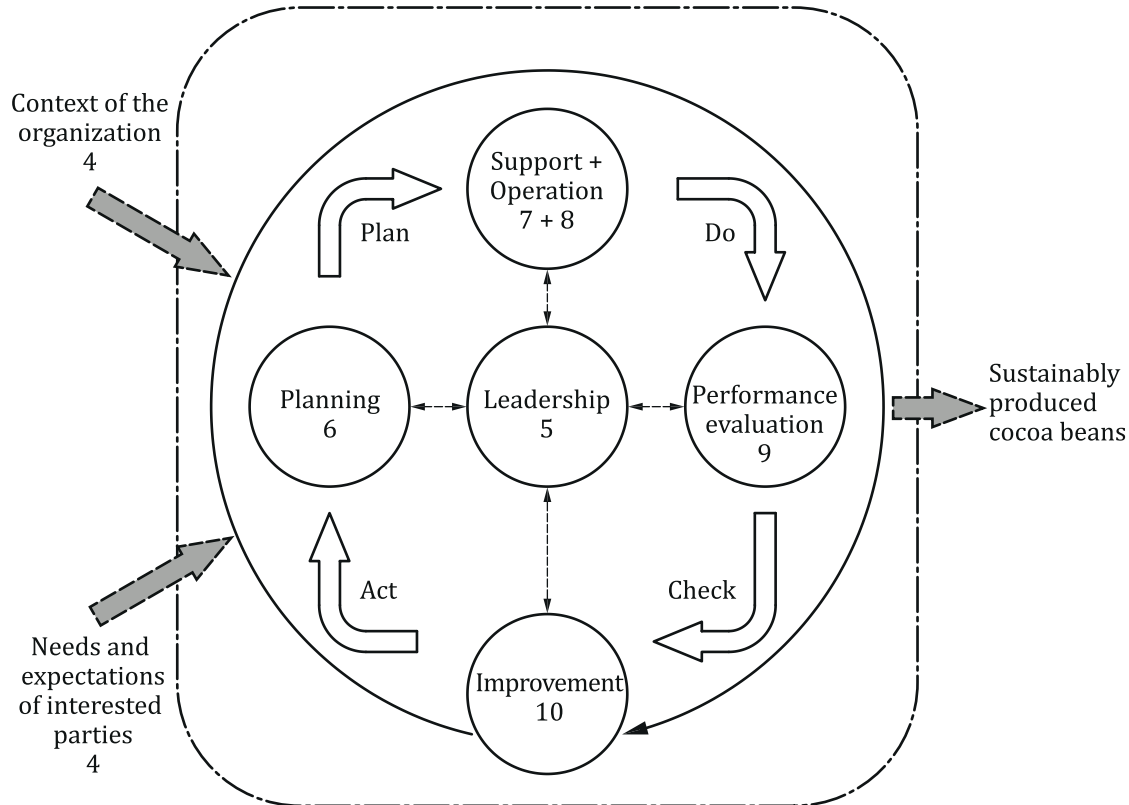 Context of the
organization
4
Support +
Operation
7 + 8
Plan
Do
Planning
6
Leadership
5
Performance
evaluation
9
Sustainably
produced
cocoa beans
Act
Check
Needs and
expectations
of interested
parties
4
Improvement
10